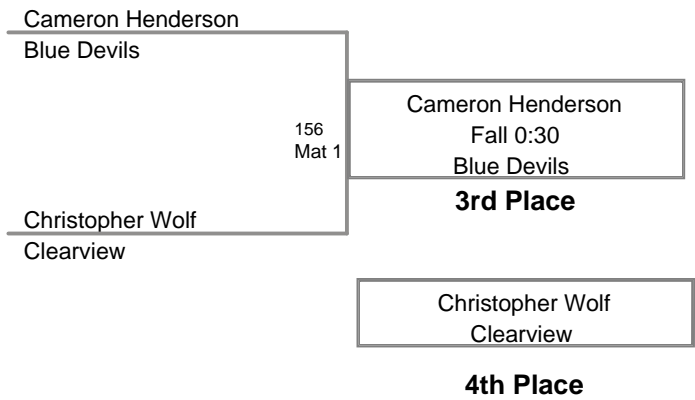 Cameron Henderson
Blue Devils
156
Mat 1
Cameron Henderson
Fall 0:30
Blue Devils
3rd Place
Christopher Wolf
Clearview
Christopher Wolf
Clearview
4th Place